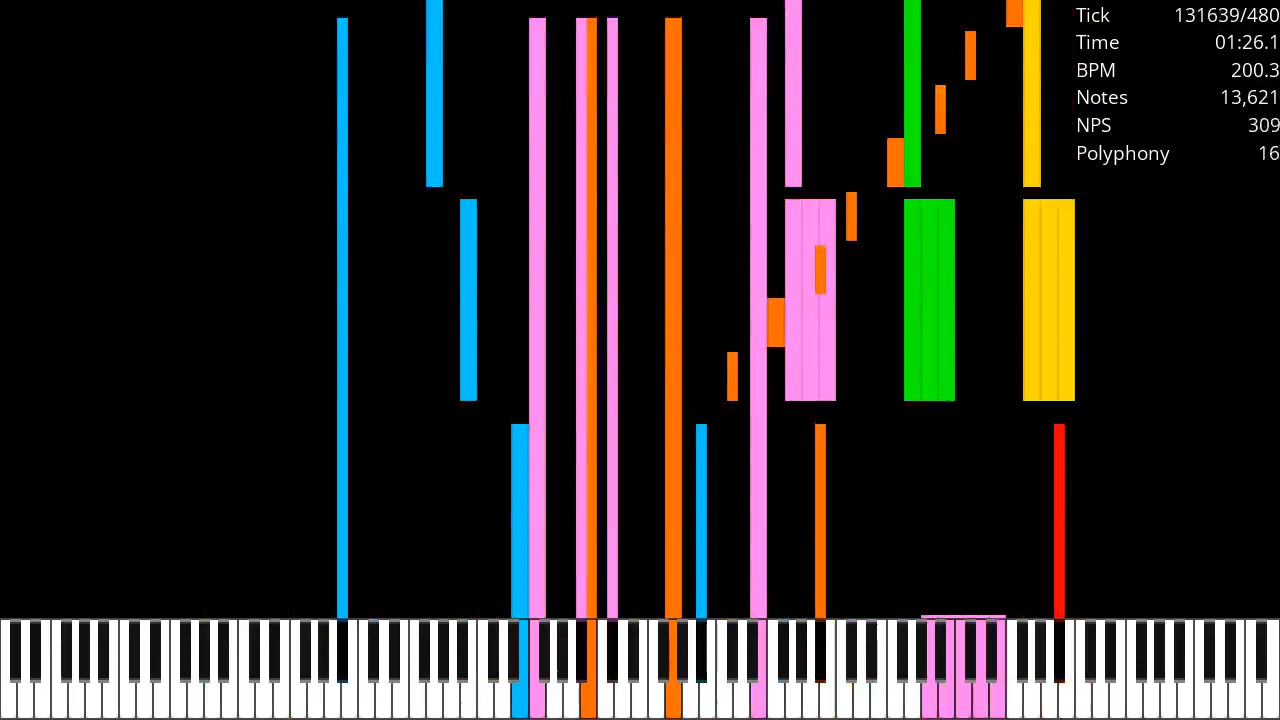 Tick 131639/480
Time 01:26.1
BPM 200.3
Notes 13,621
NPS 309
Polyphony 16